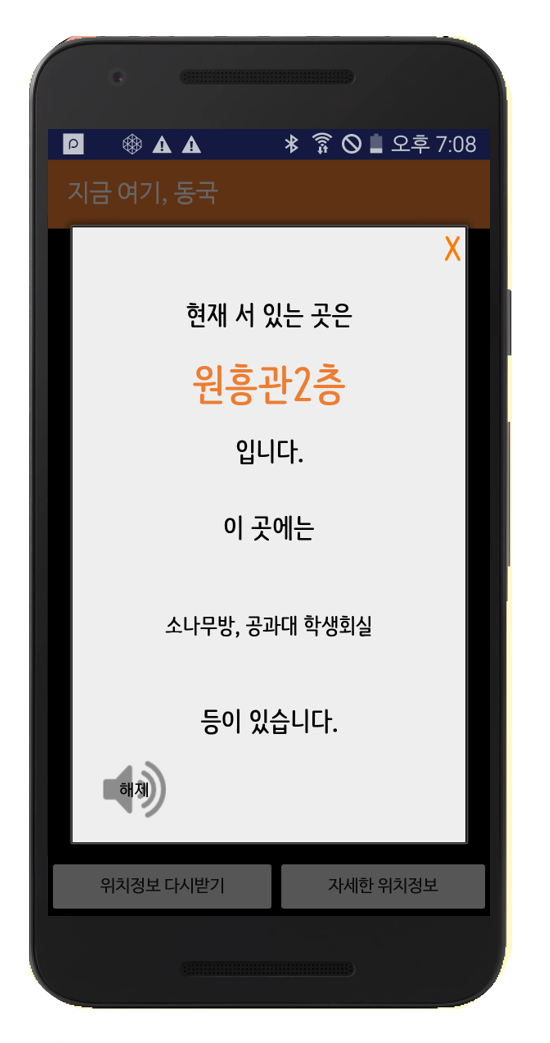 오후 7:08
지금 여기, 동국
X
현재 서 있는 곳은
원흥관2층
입니다.
이 곳에는
소나무방, 공과대 학생회실
등이 있습니다.
해제
위치정보 다시받기
자세한 위치정보